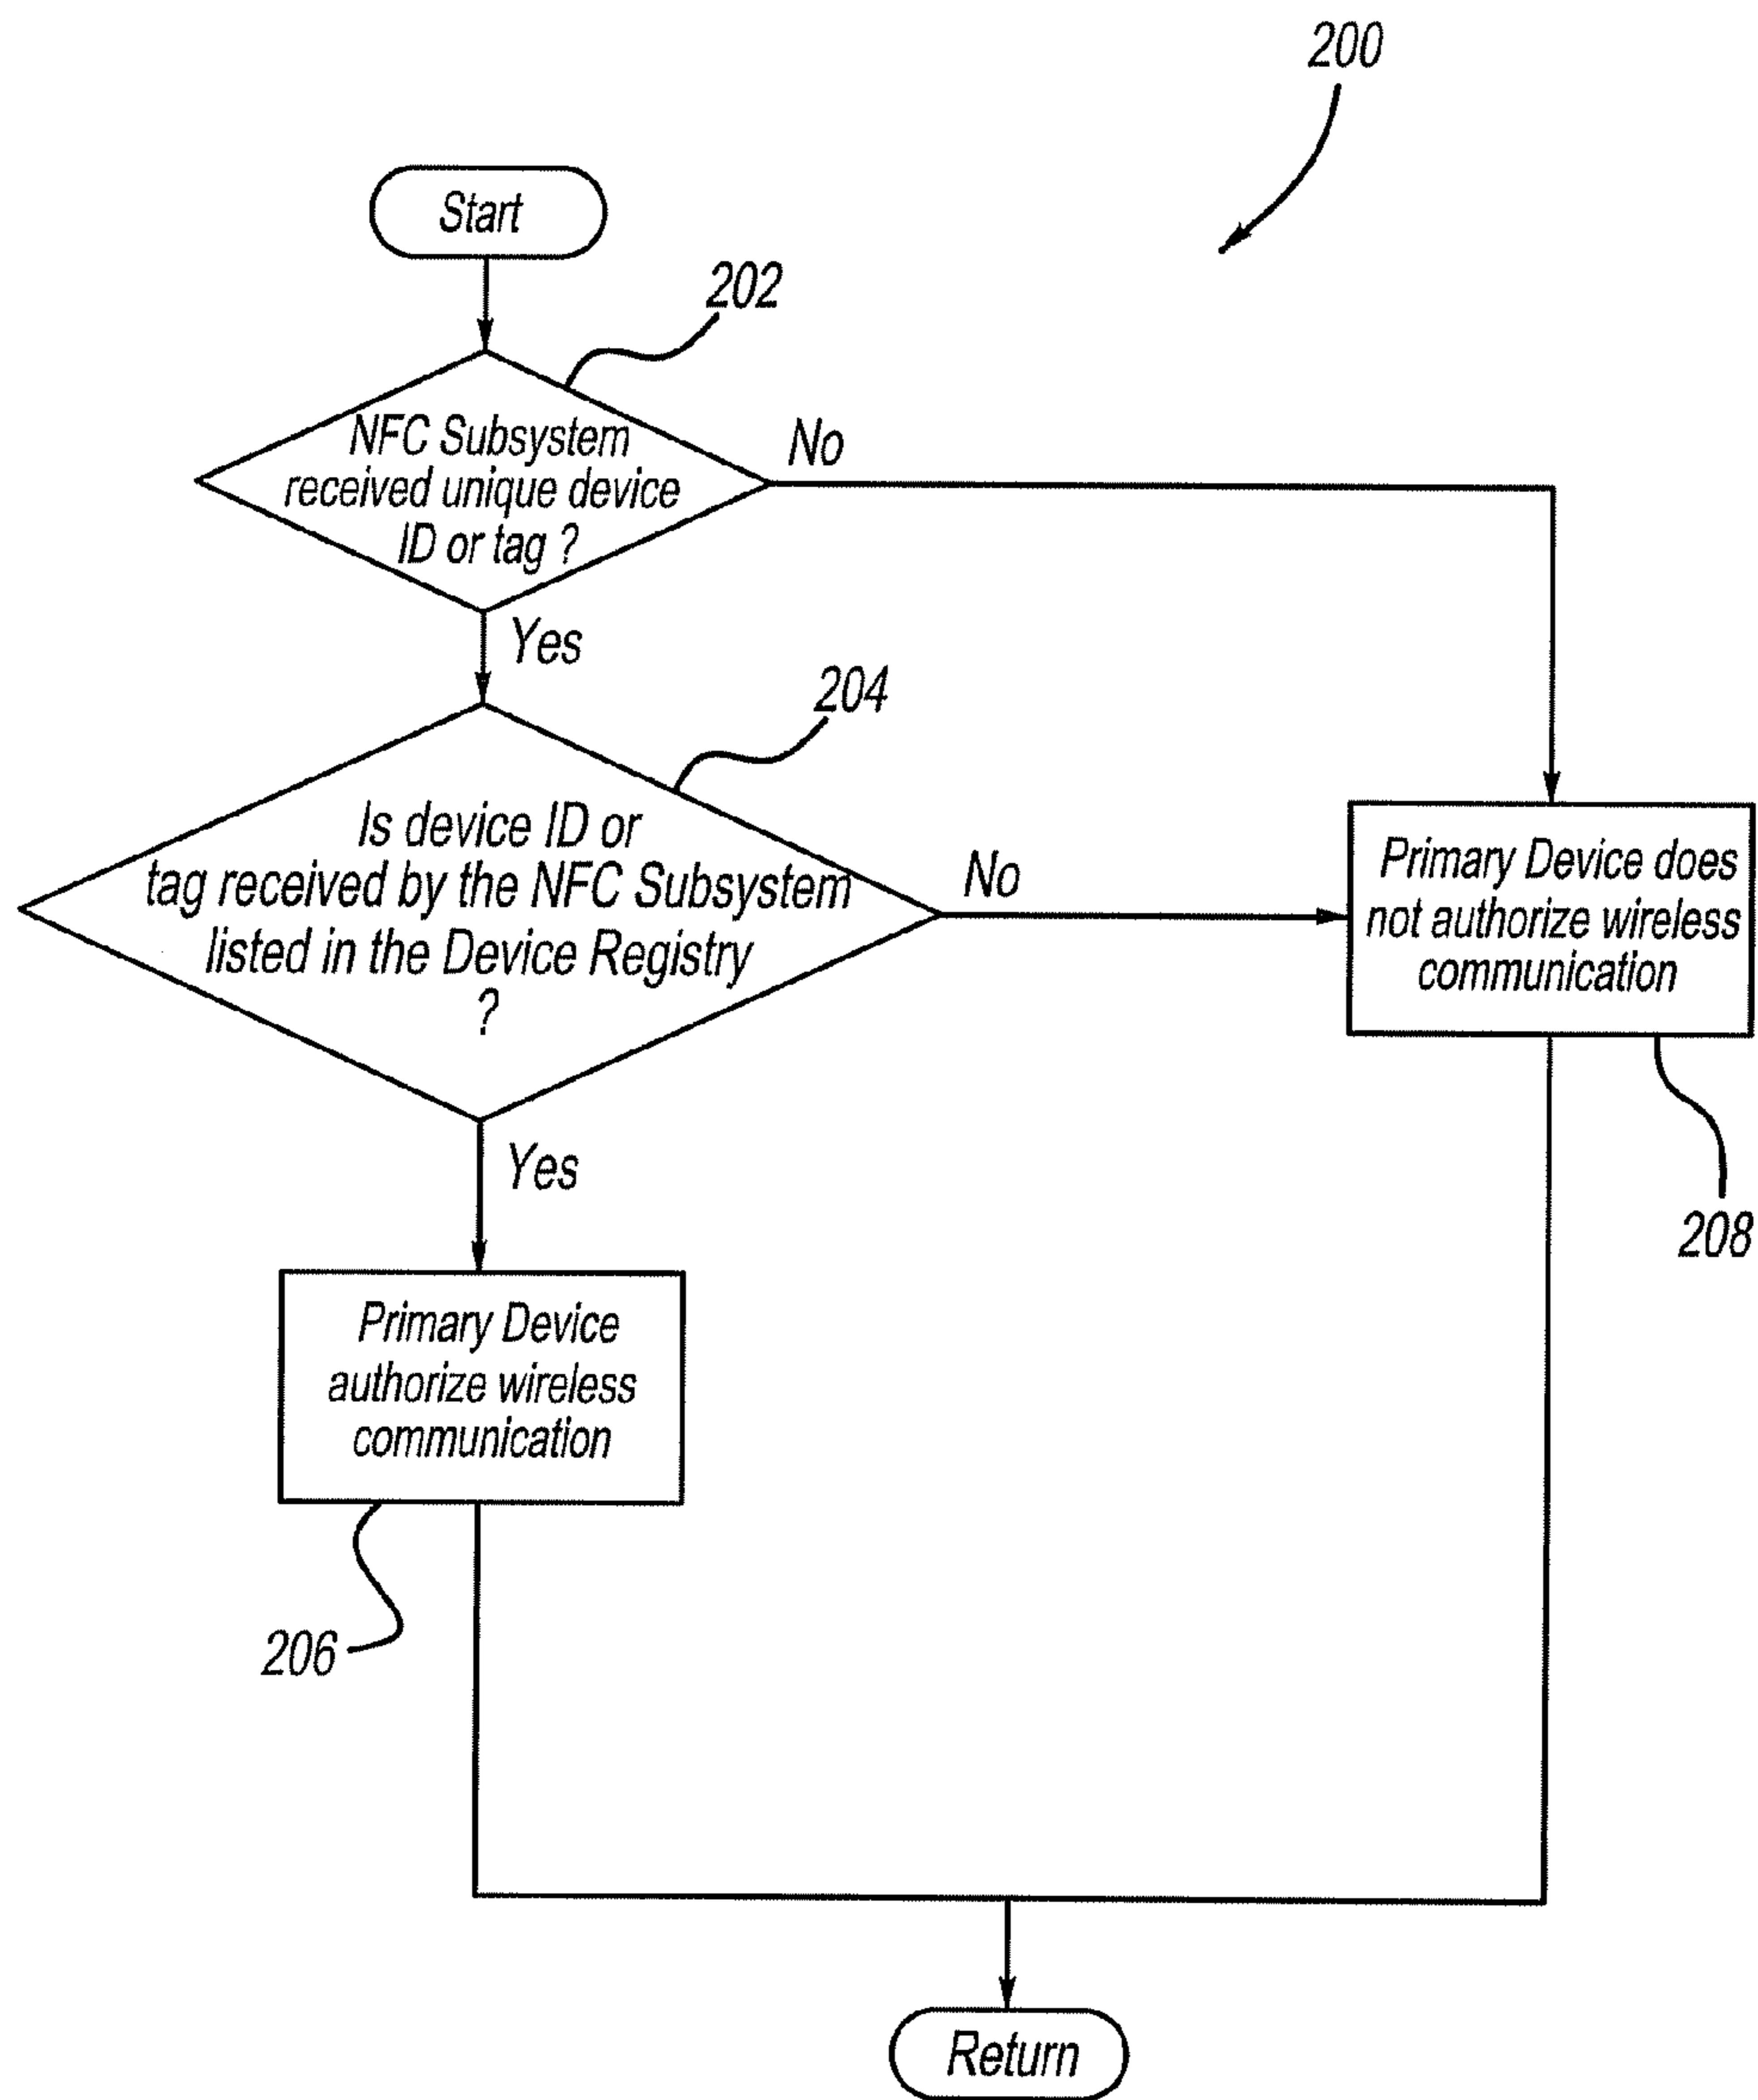 200
Start
202
NFC Subsystem
received unique device
ID or tag ?
No
Yes
204
Is device ID or
tag received by the NFC Subsystem
listed in the Device Registry
?
No
Primary Device does
not authorize wireless
communication
Yes
208
Primary Device
authorize wireless
communication
206
Return